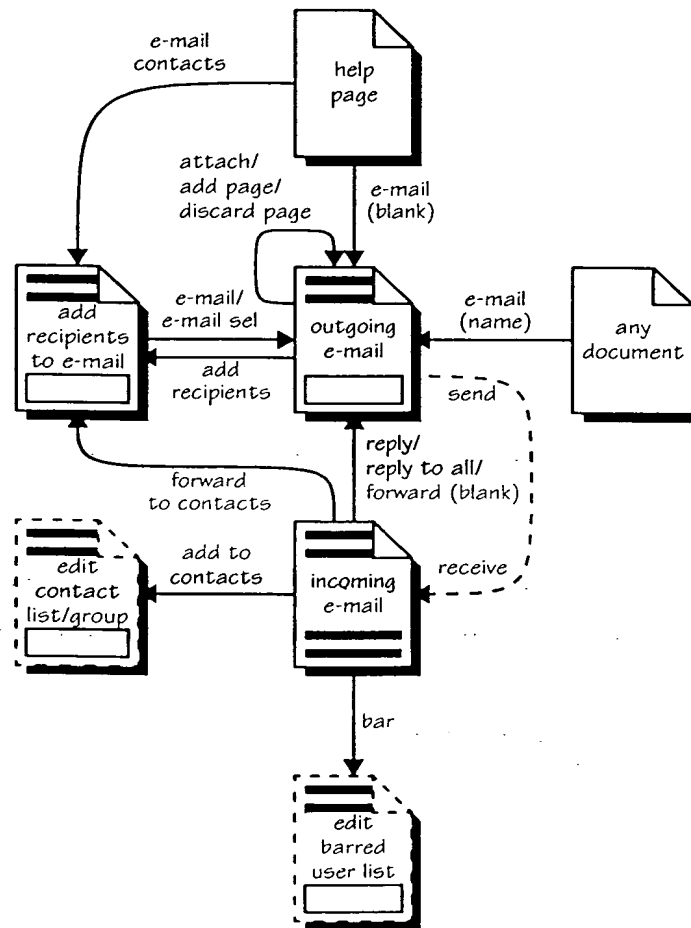 e-mail
contacts
help
page
attach/
add page/
discard page
e-mail
(blank)
add
recipients
to e-mail
e-mail/
e-mail sel
add
recipients
outgoing
e-mail
e-mail
(name)
any
document
send
reply/
reply to all/
forward (blank)
forward
to contacts
edit
contact
list/group
add to
contacts
incoming
e-mail
receive
bar
edit
barred
user list